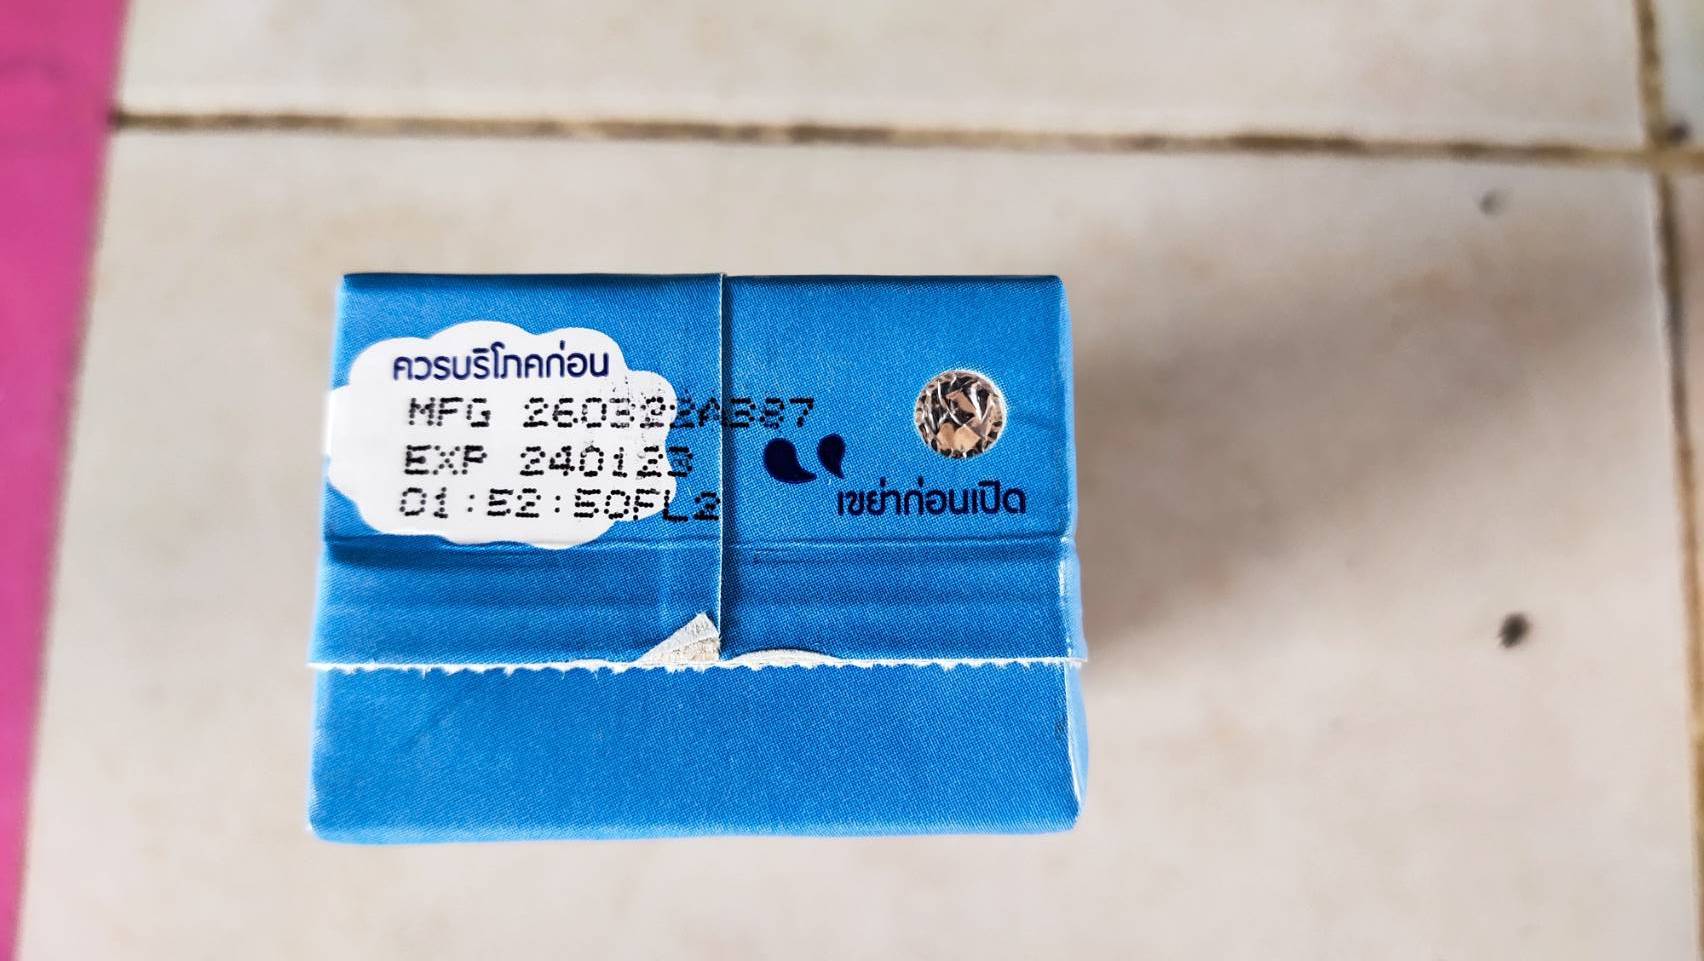 ควรบริโภคก่อน
MFG 260322AB87
EXP 240123
01:52:50FL2
เขย่าก่อนเปิด